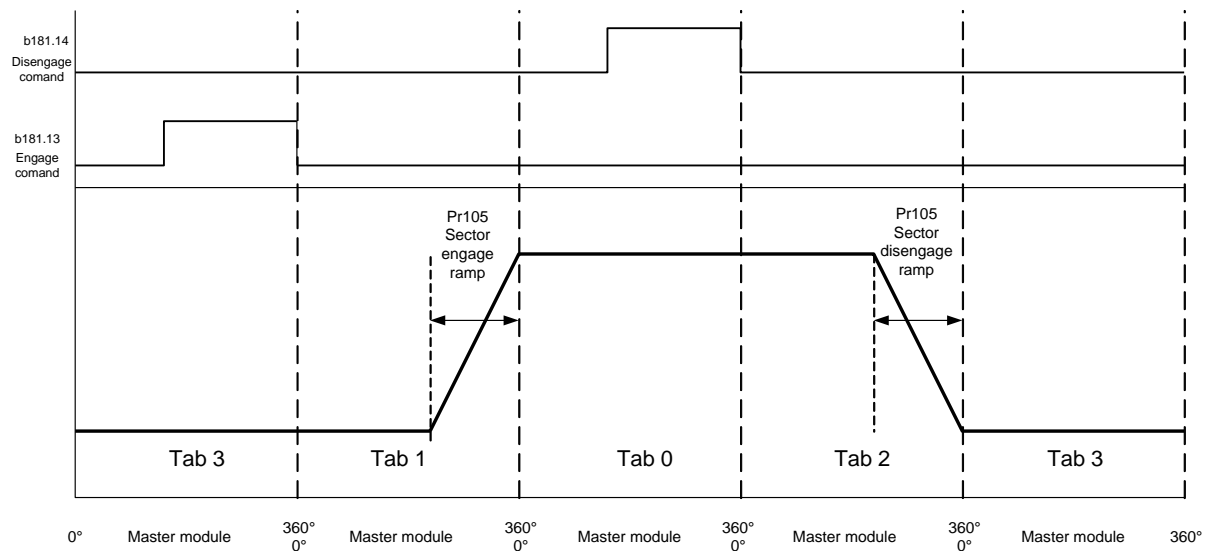 b181.14
Disengage
comand
b181.13
Engage
comand
Pr105
Sector
engage
ramp
Pr105
Sector
disengage
ramp
Tab 3
Tab 1
Tab 0
Tab 2
Tab 3
0°
Master module
360°
0°
Master module
360°
0°
Master module
360°
0°
Master module
360°
0°
Master module
360°